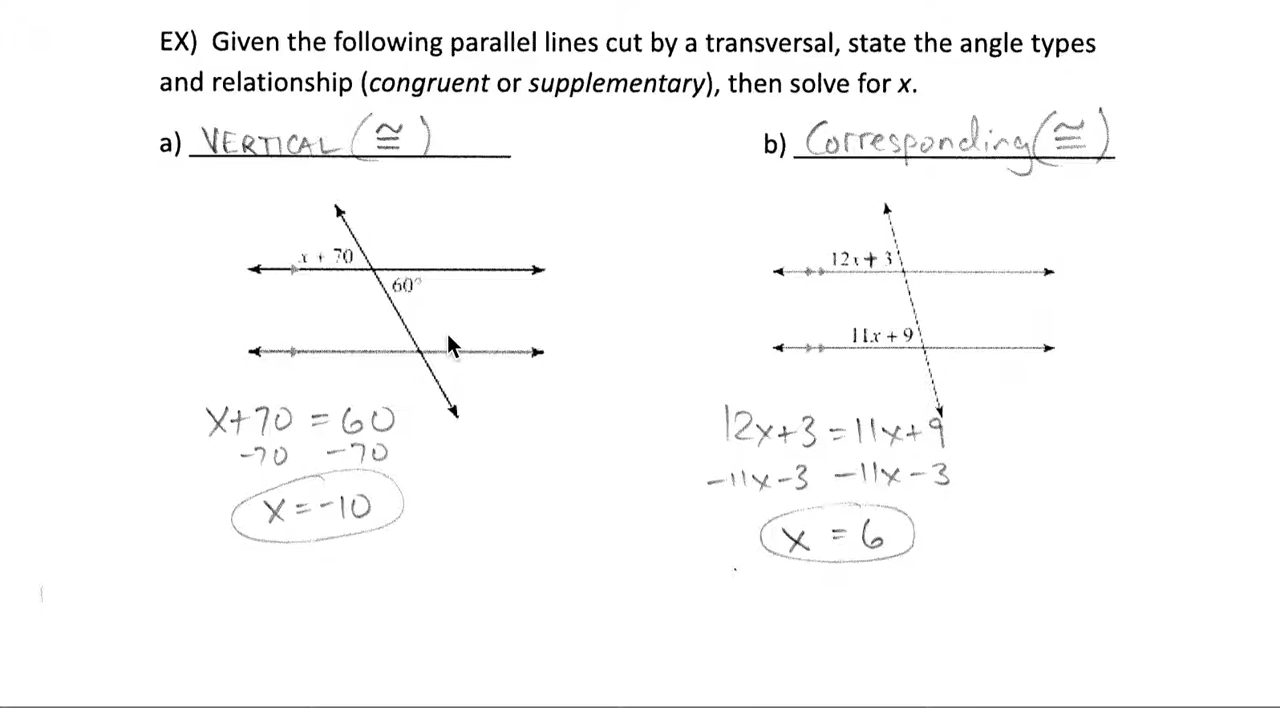 EX) Given the following parallel lines cut by a transversal, state the angle types
and relationship (congruent or supplementary), then solve for x.
a) VERTICAL (≅)
b) Corresponding (≅)
x + 70
60°
12x + 3
11x + 9
x+70 = 60
-70 -70
x = -10
12x+3 = 11x+9
-11x-3 -11x-3
x = 6